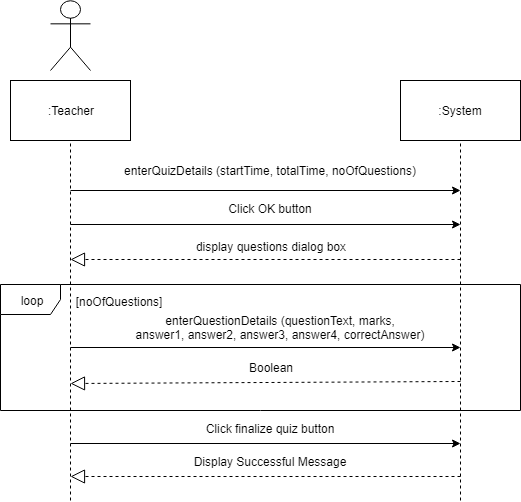 :Teacher
:System
enterQuizDetails (startTime, totalTime, noOfQuestions)
Click OK button
display questions dialog box
loop
[noOfQuestions]
enterQuestionDetails (questionText, marks,
answer1, answer2, answer3, answer4, correctAnswer)
Boolean
Click finalize quiz button
Display Successful Message